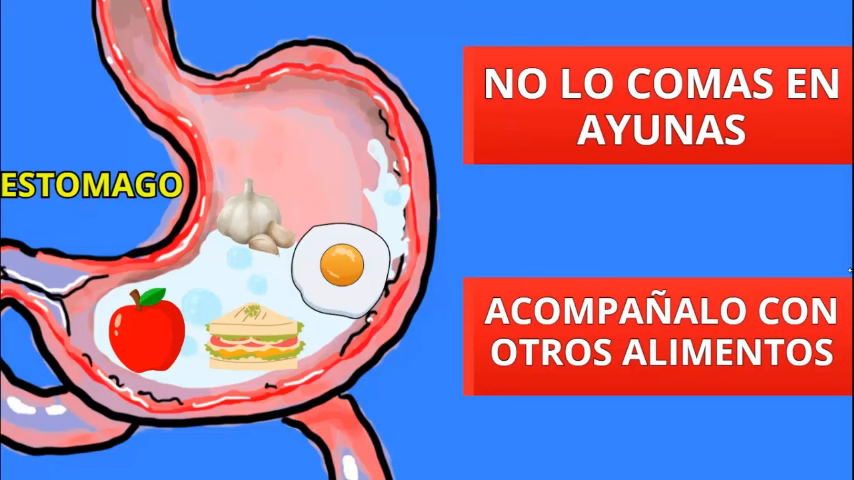 NO LO COMAS EN
AYUNAS
ESTOMAGO
ACOMPAÑALO CON
OTROS ALIMENTOS